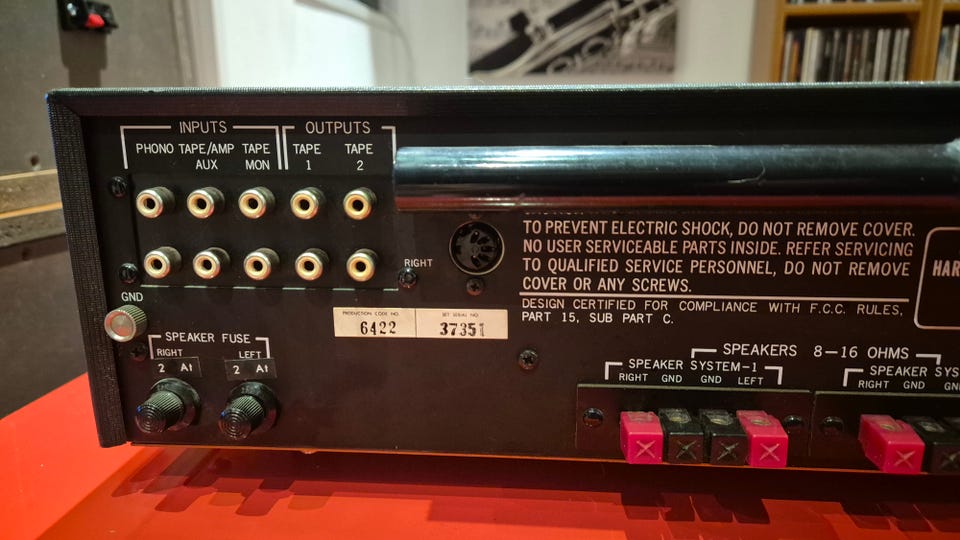 INPUTS
OUTPUTS
PHONO TAPE/AMP TAPE TAPE TAPE
AUX MON 1 2
RIGHT
TO PREVENT ELECTRIC SHOCK, DO NOT REMOVE COVER.
NO USER SERVICEABLE PARTS INSIDE. REFER SERVICING
TO QUALIFIED SERVICE PERSONNEL, DO NOT REMOVE
COVER OR ANY SCREWS.
DESIGN CERTIFIED FOR COMPLIANCE WITH F.C.C. RULES,
PART 15, SUB PART C.
HAR
GND
PRODUCTION CODE NO.
6422
SET SERIAL NO.
37351
SPEAKER FUSE
RIGHT LEFT
2 At 2 At
SPEAKERS 8-16 OHMS
SPEAKER SYSTEM-1
RIGHT GND GND LEFT
SPEAKER SYS
RIGHT GND GN